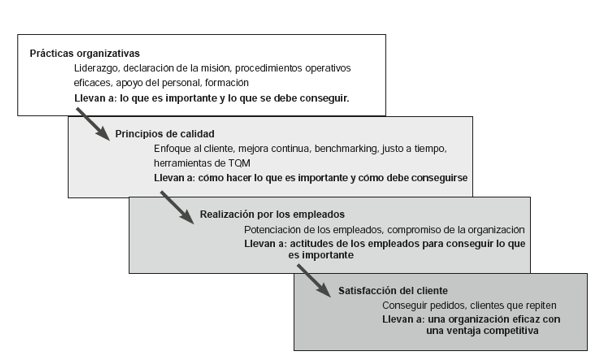 Prácticas organizativas
Liderazgo, declaración de la misión, procedimientos operativos
eficaces, apoyo del personal, formación
Llevan a: lo que es importante y lo que se debe conseguir.
Principios de calidad
Enfoque al cliente, mejora continua, benchmarking, justo a tiempo,
herramientas de TQM
Llevan a: cómo hacer lo que es importante y cómo debe conseguirse
Realización por los empleados
Potenciación de los empleados, compromiso de la organización
Llevan a: actitudes de los empleados para conseguir lo que
es importante
Satisfacción del cliente
Conseguir pedidos, clientes que repiten
Llevan a: una organización eficaz con
una ventaja competitiva